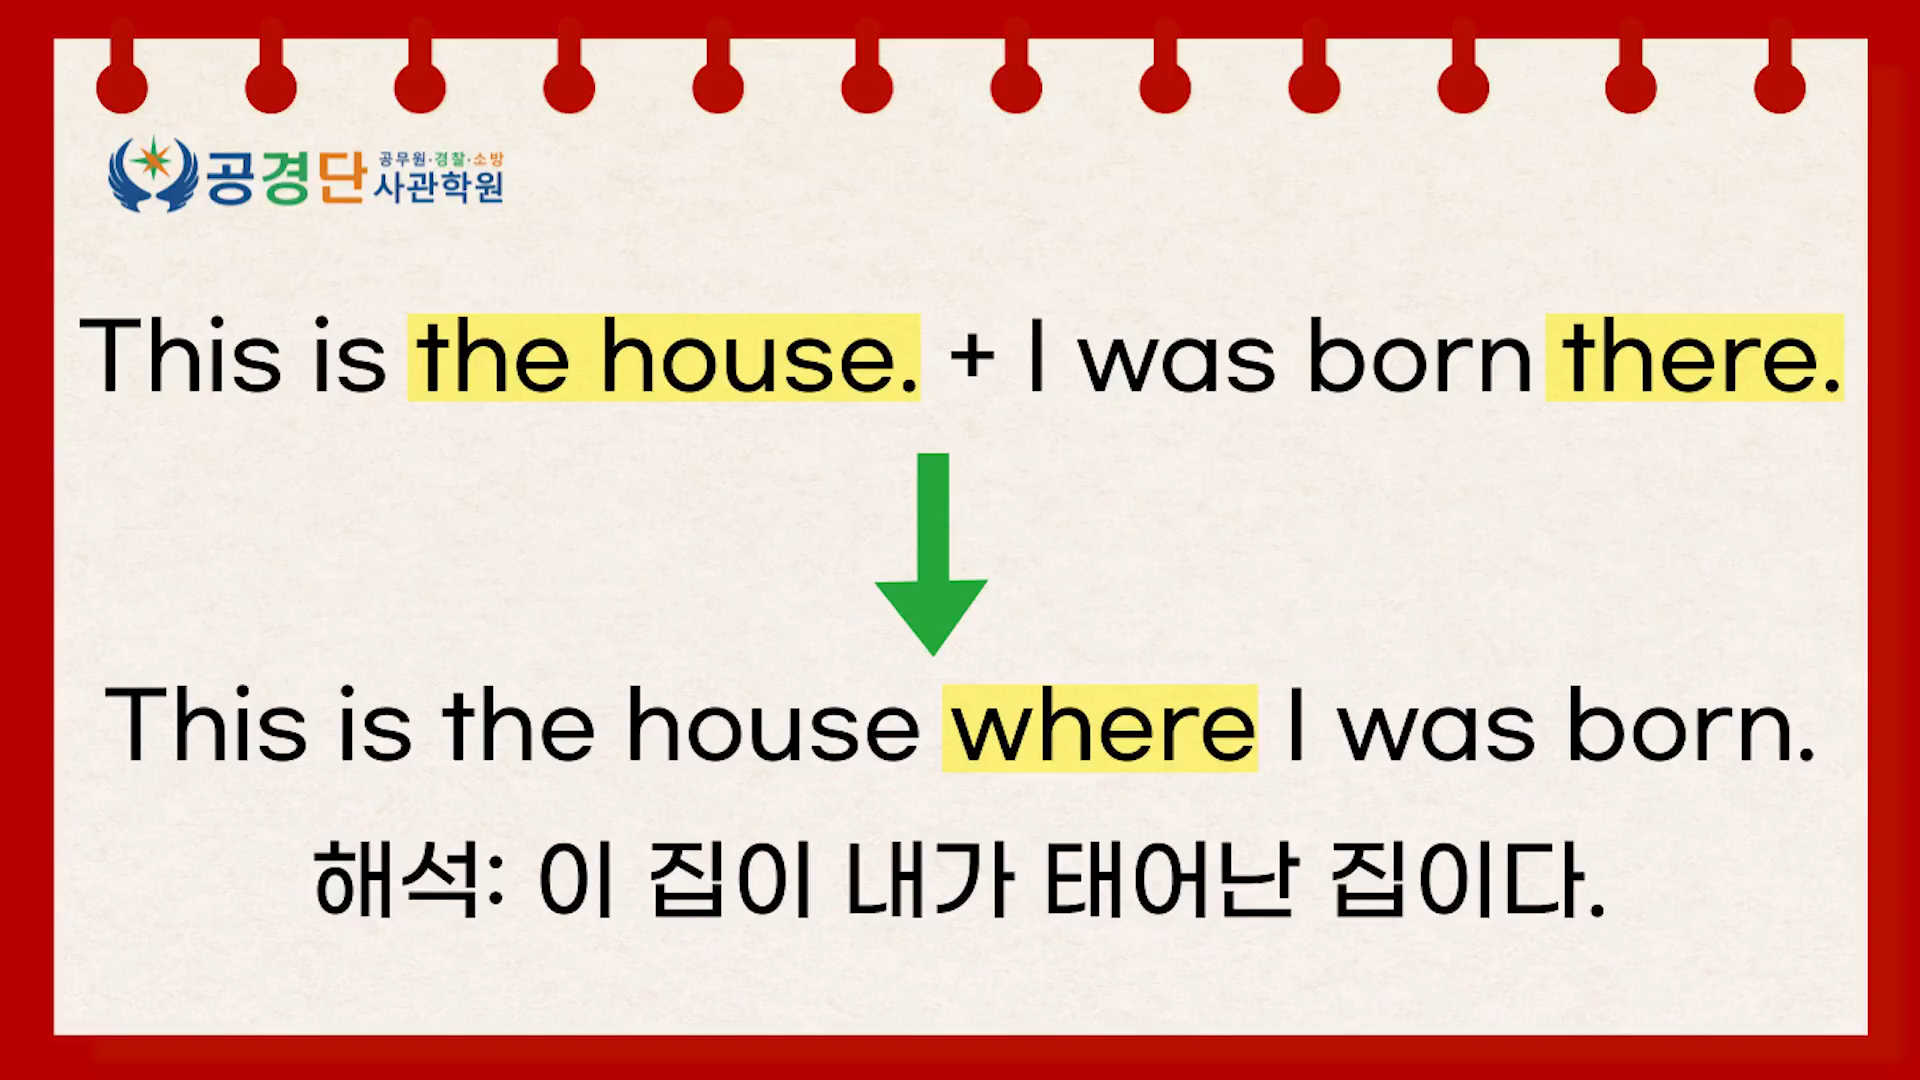 공경단 공무원·경찰·소방 사관학원
This is the house. + I was born there.
This is the house where I was born.
해석: 이 집이 내가 태어난 집이다.